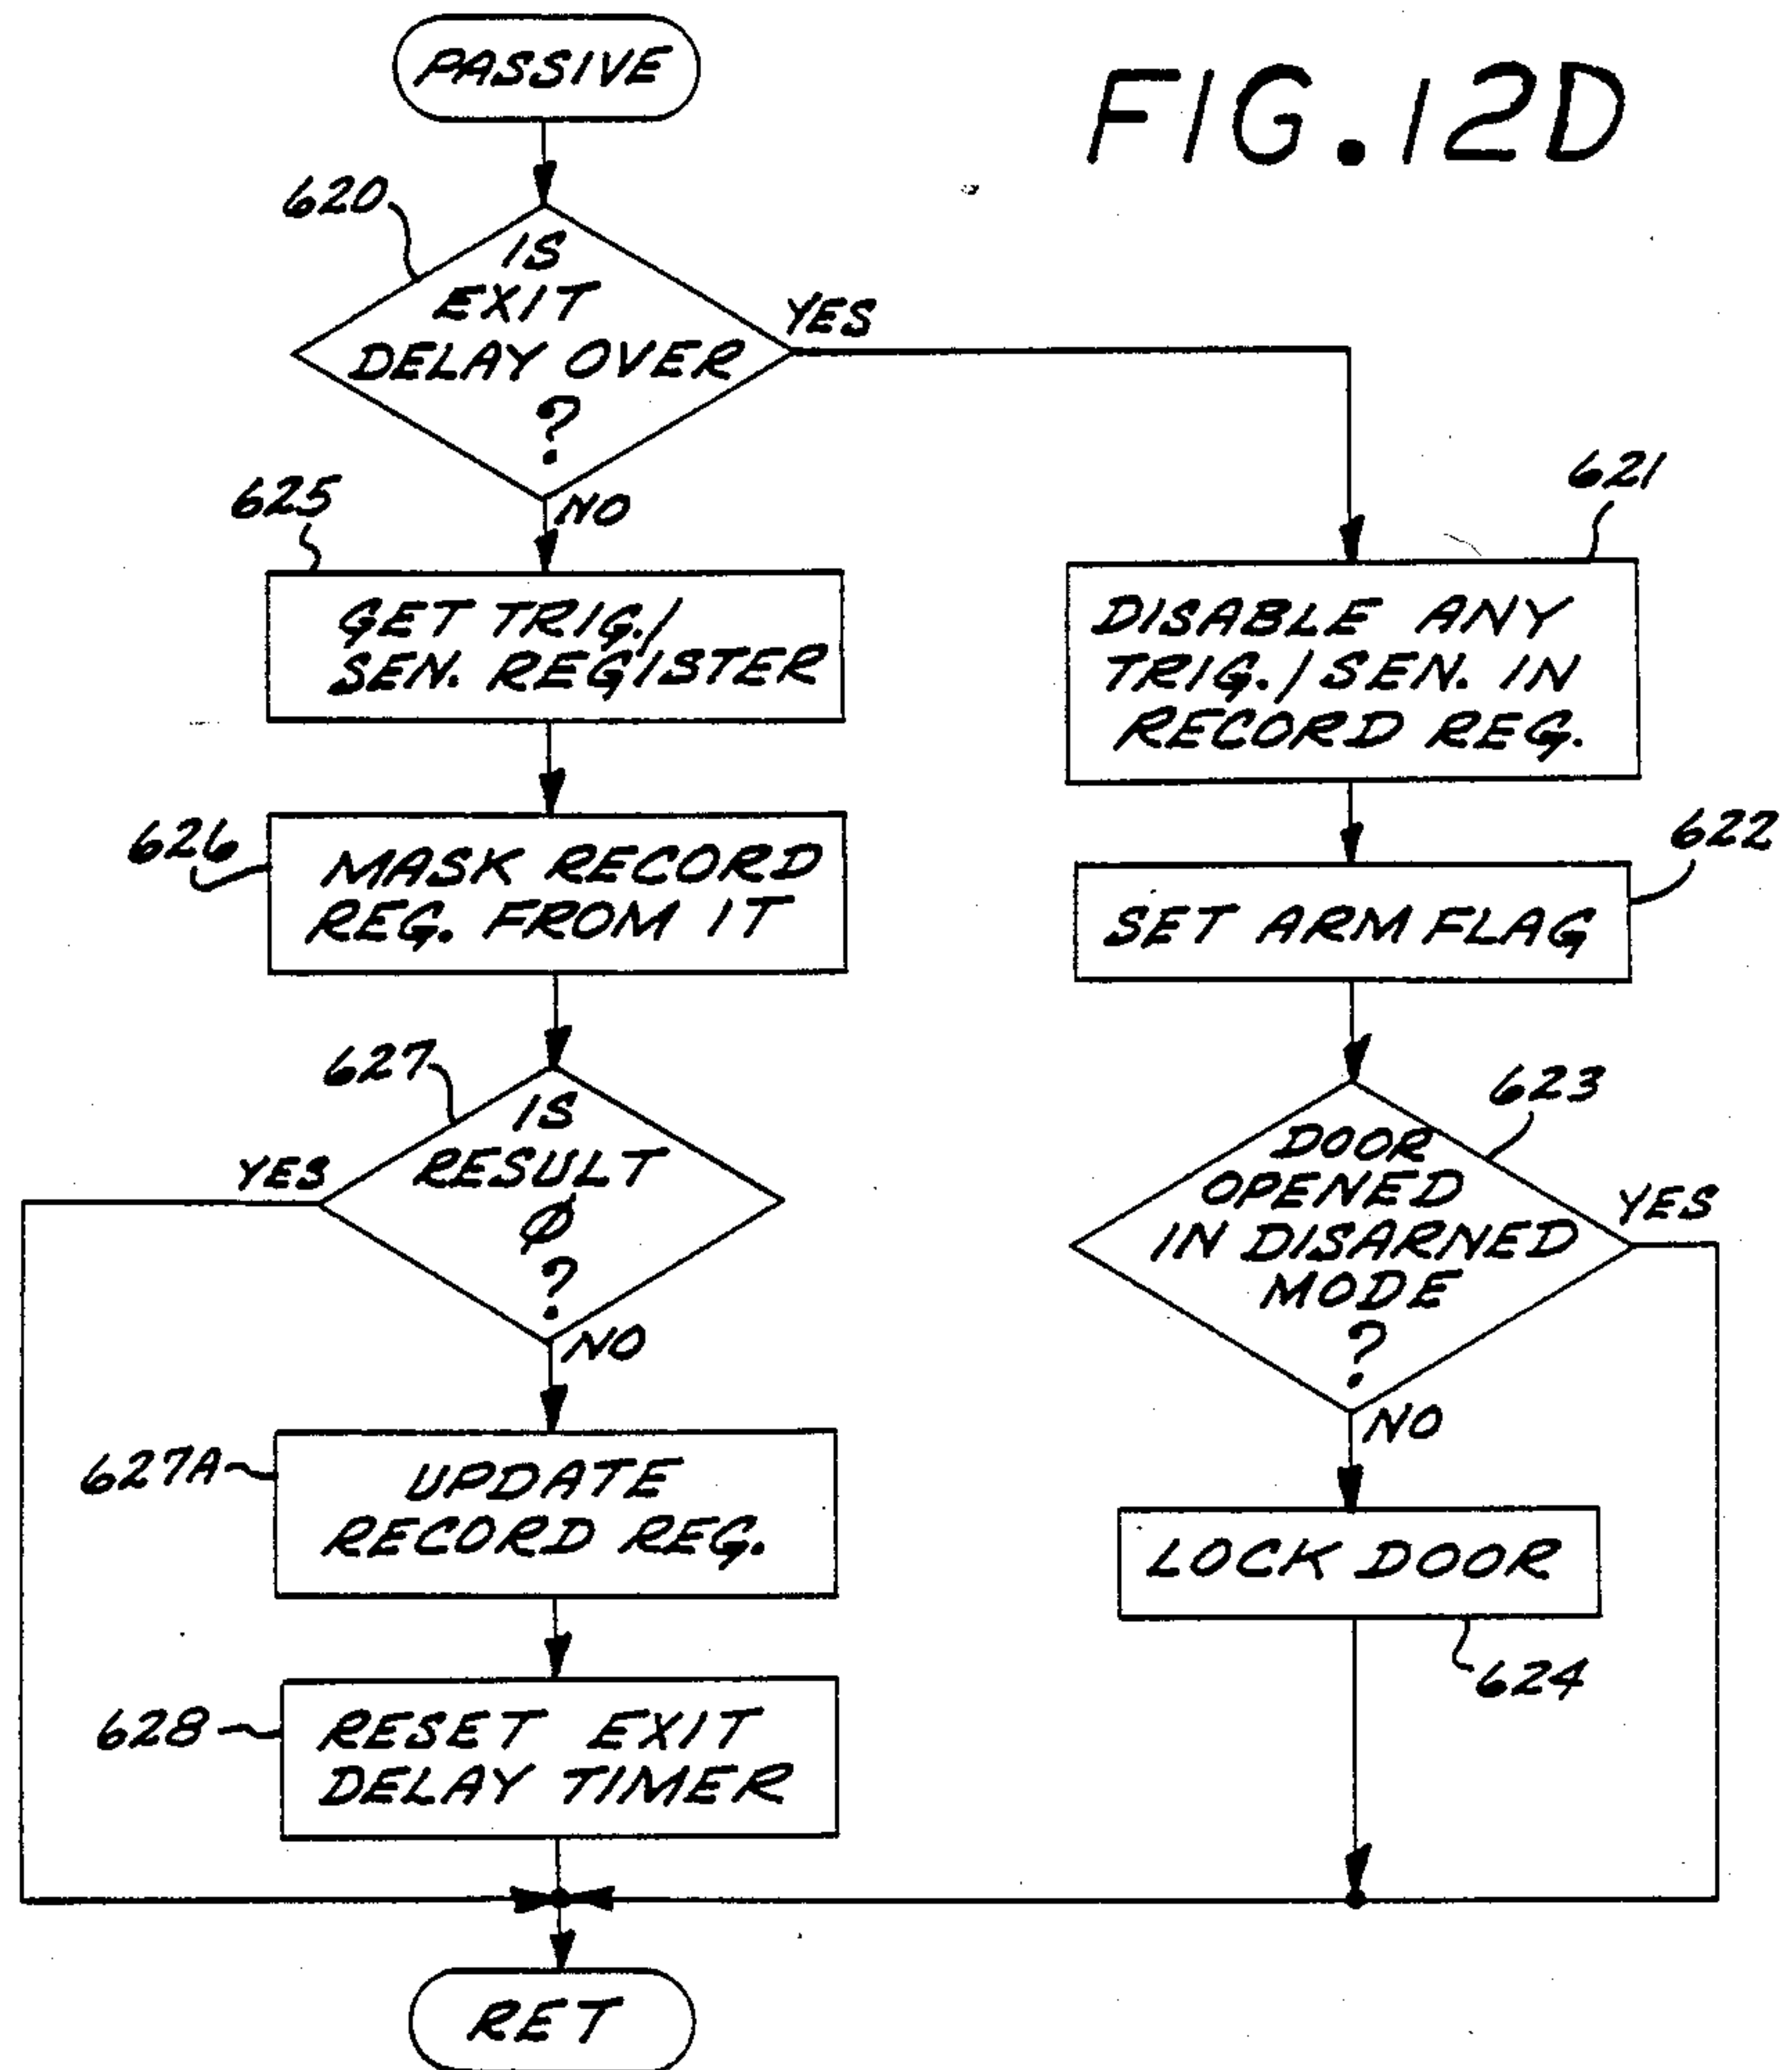 PASSIVE
FIG. 12D
620
IS
EXIT
DELAY OVER
?
YES
NO
625
GET TRIG./
SEN. REGISTER
626
MASK RECORD
REG. FROM IT
627
IS
RESULT
Ø
?
YES
NO
627A
UPDATE
RECORD REG.
628
RESET EXIT
DELAY TIMER
621
DISABLE ANY
TRIG./SEN. IN
RECORD REG.
622
SET ARM FLAG
623
DOOR
OPENED
IN DISARNED
MODE
?
YES
NO
LOCK DOOR
624
RET